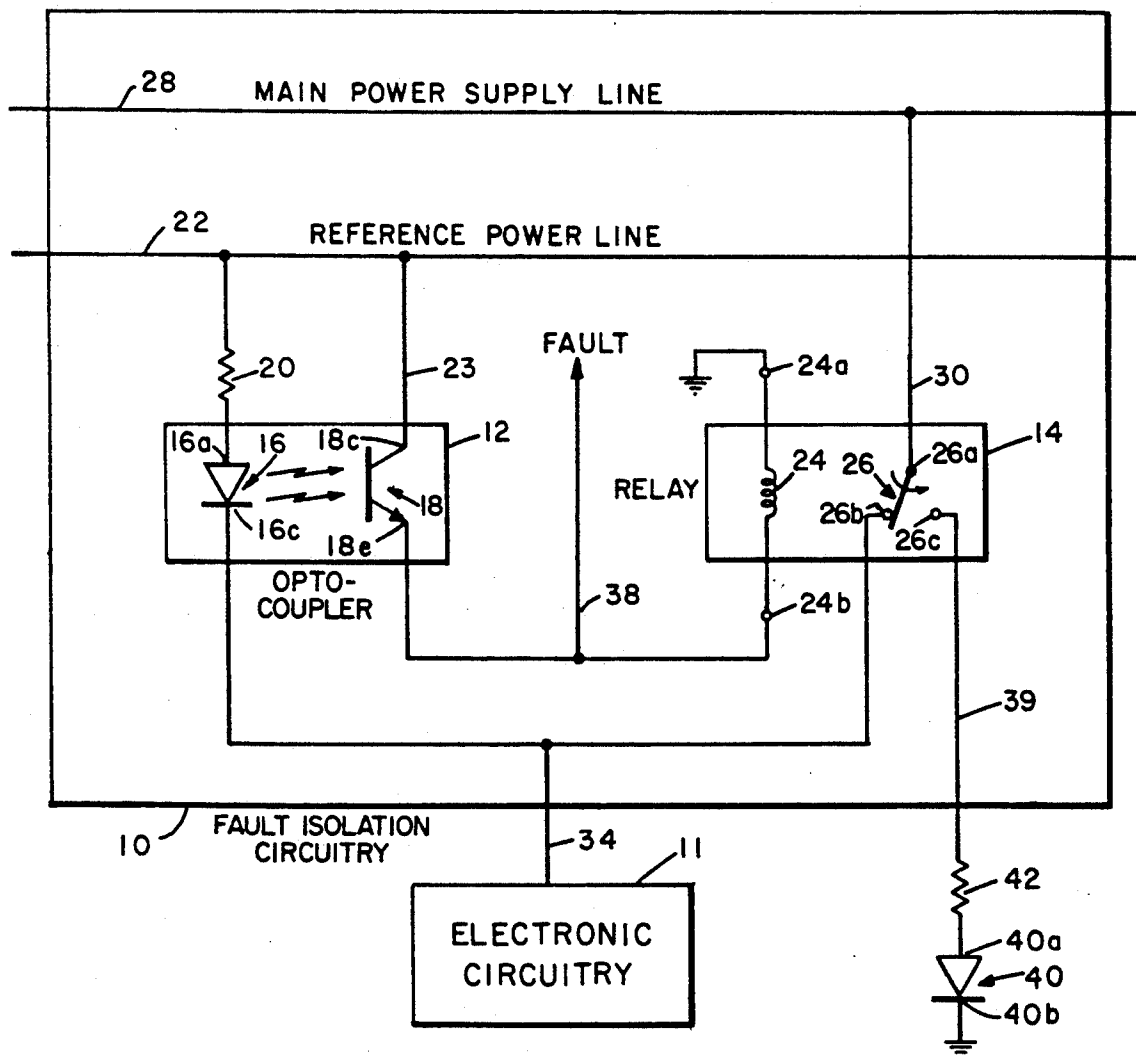 28
MAIN POWER SUPPLY LINE
22
REFERENCE POWER LINE
FAULT
20
23
24a
30
16a
16
18c
12
14
24
26
26a
RELAY
18
26b
16c
18e
26c
OPTO-
COUPLER
38
24b
39
10
FAULT ISOLATION
CIRCUITRY
34
11
42
ELECTRONIC
CIRCUITRY
40a
40
40b